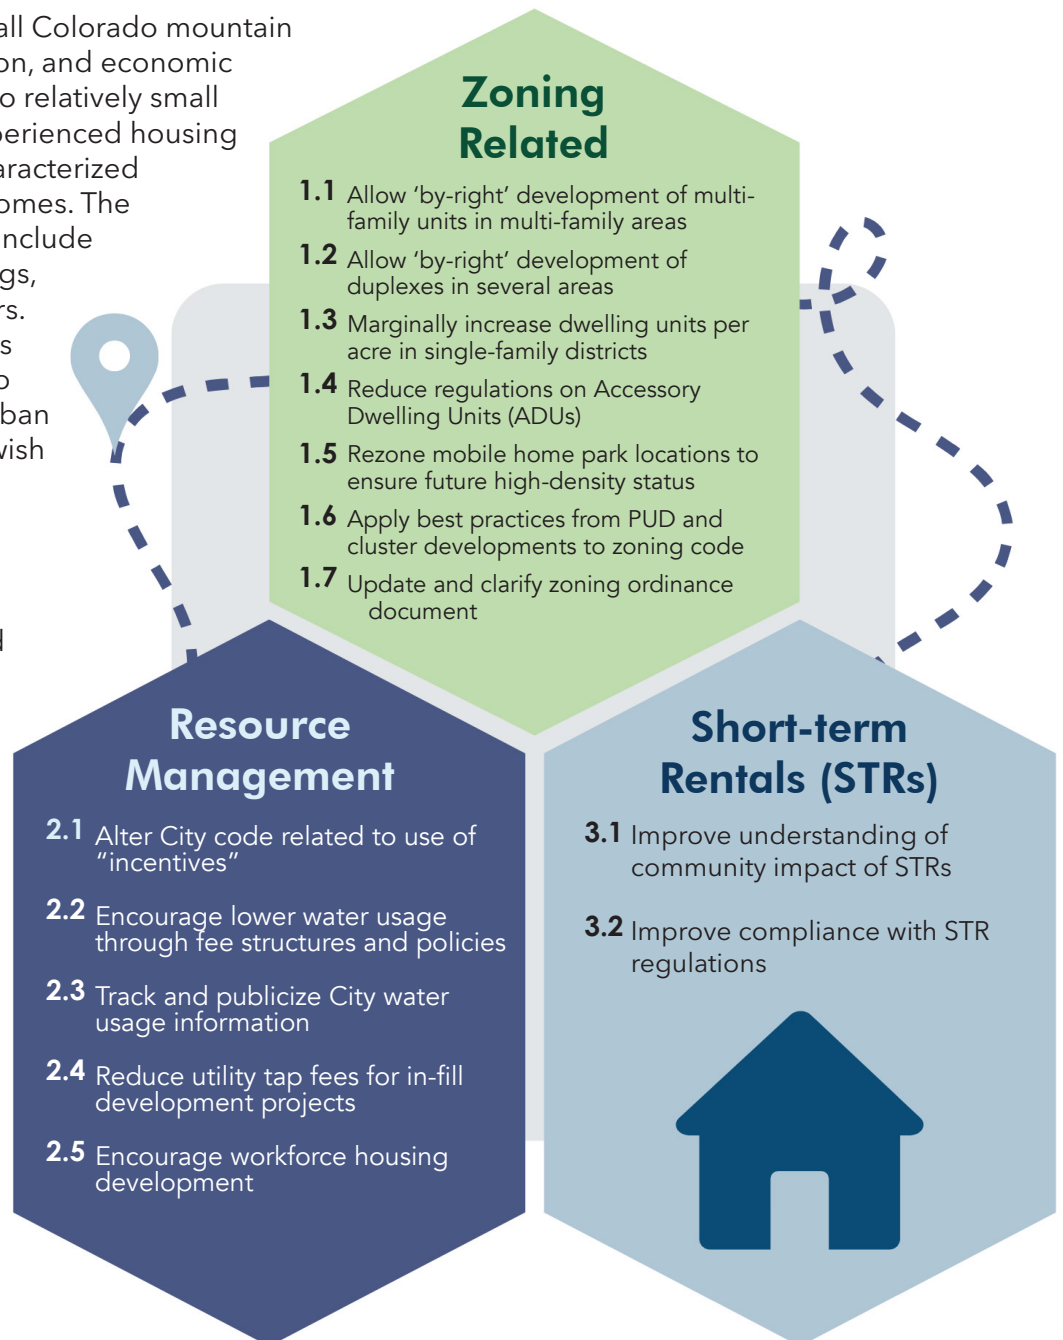 all Colorado mountain
on, and economic
o relatively small
perienced housing
aracterized
omes. The
include
gs,
rs.
s
o
ban
wish
d
Zoning
Related
1.1 Allow ‘by-right’ development of multi-
family units in multi-family areas
1.2 Allow ‘by-right’ development of
duplexes in several areas
1.3 Marginally increase dwelling units per
acre in single-family districts
1.4 Reduce regulations on Accessory
Dwelling Units (ADUs)
1.5 Rezone mobile home park locations to
ensure future high-density status
1.6 Apply best practices from PUD and
cluster developments to zoning code
1.7 Update and clarify zoning ordinance
document
Resource
Management
2.1 Alter City code related to use of
“incentives”
2.2 Encourage lower water usage
through fee structures and policies
2.3 Track and publicize City water
usage information
2.4 Reduce utility tap fees for in-fill
development projects
2.5 Encourage workforce housing
development
Short-term
Rentals (STRs)
3.1 Improve understanding of
community impact of STRs
3.2 Improve compliance with STR
regulations